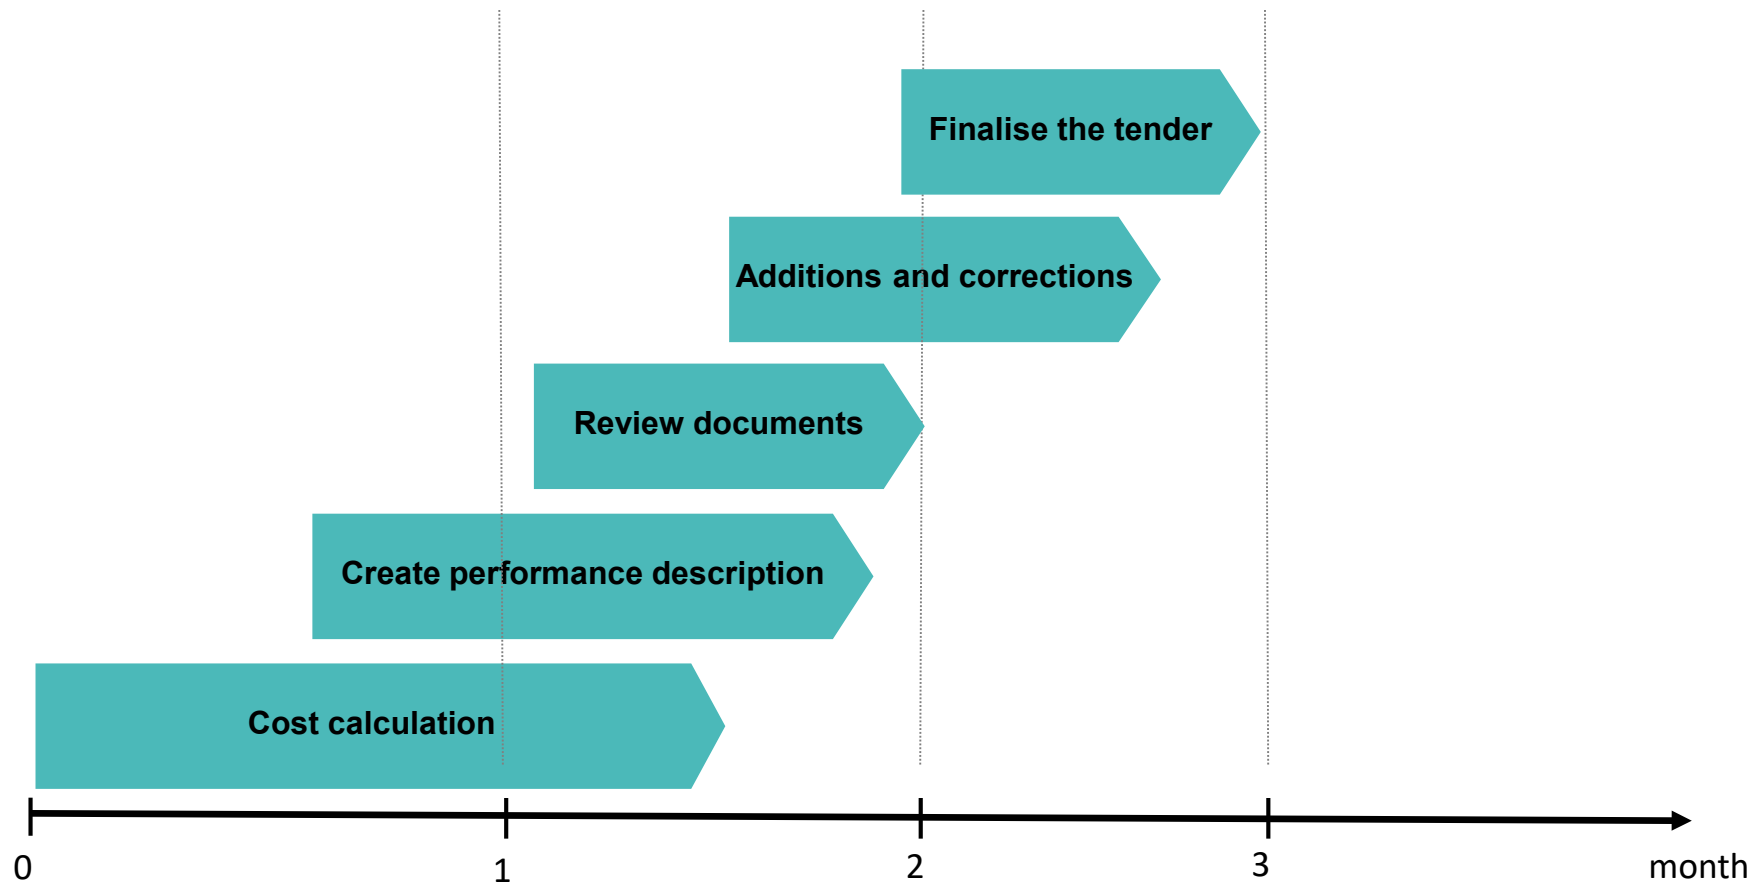 Finalise the tender
Additions and corrections
Review documents
Create performance description
Cost calculation
0
1
2
3
month